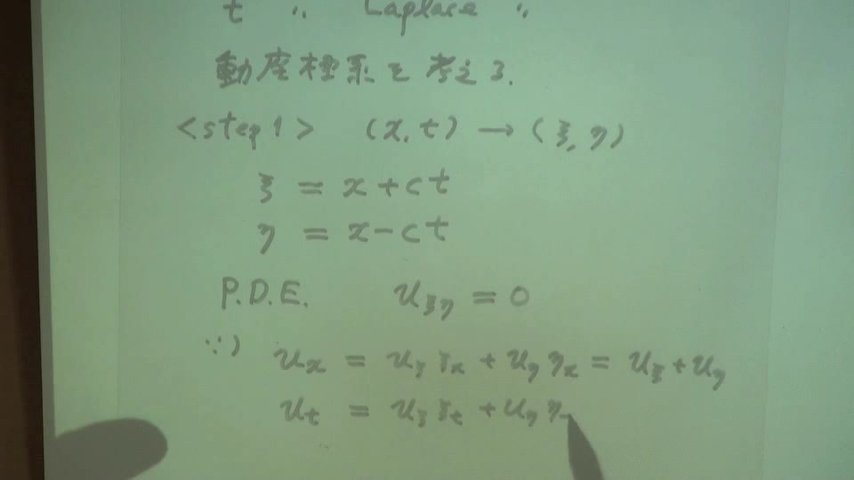 t 〃 Laplace 〃
動座標系を考える.
<step 1> (x, t) → (ξ, η)
ξ = x + ct
η = x - ct
P.D.E. u_ξη = 0
∵) u_x = u_ξ ξ_x + u_η η_x = u_ξ + u_η
u_t = u_ξ ξ_t + u_η η